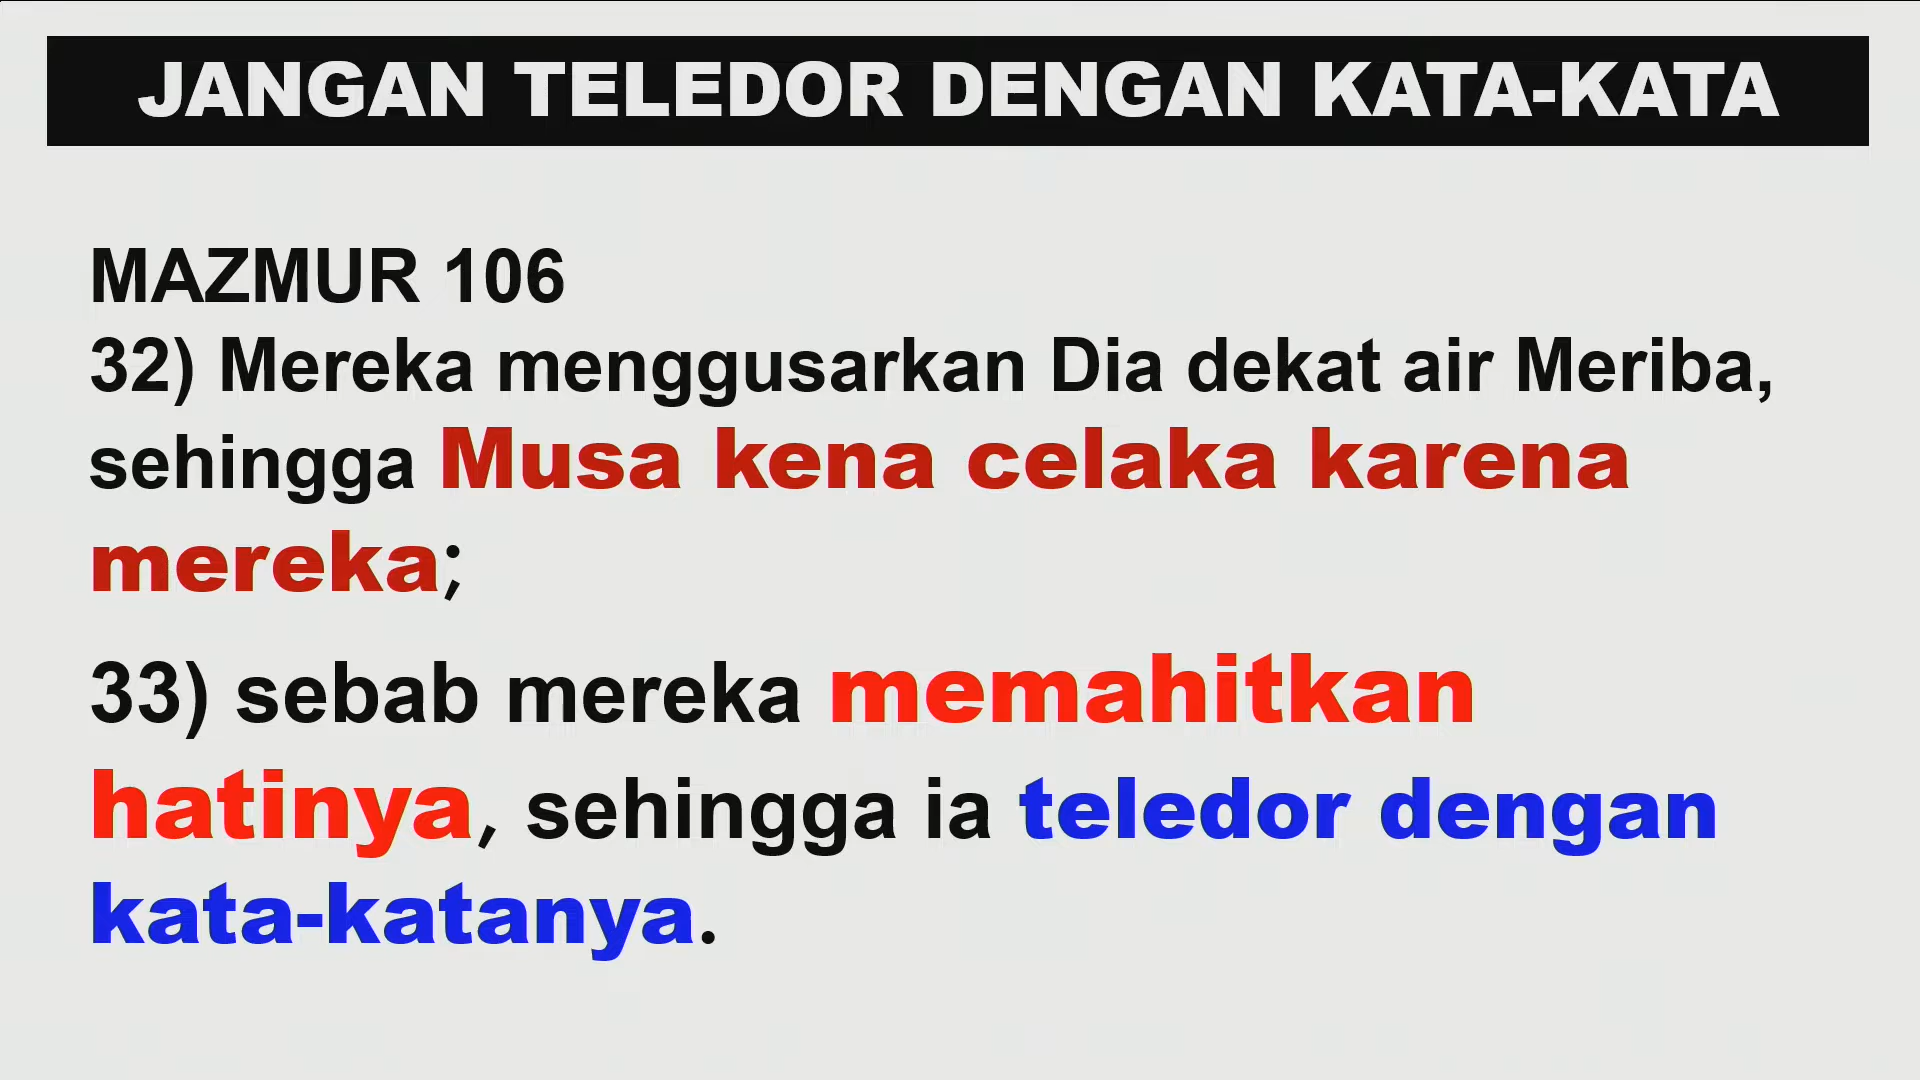 JANGAN TELEDOR DENGAN KATA-KATA
MAZMUR 106
32) Mereka menggusarkan Dia dekat air Meriba,
sehingga Musa kena celaka karena
mereka;
33) sebab mereka memahitkan
hatinya, sehingga ia teledor dengan
kata-katanya.